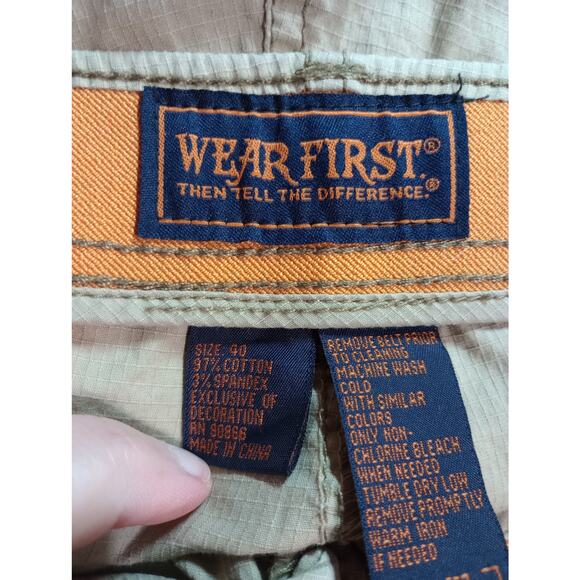 WEAR FIRST.®
THEN TELL THE DIFFERENCE.®
SIZE: 40
97% COTTON
3% SPANDEX
EXCLUSIVE OF
DECORATION
RN 90866
MADE IN CHINA
REMOVE BELT PRIOR
TO CLEANING
MACHINE WASH
COLD
WITH SIMILAR
COLORS
ONLY NON-
CHLORINE BLEACH
WHEN NEEDED
TUMBLE DRY LOW
REMOVE PROMPTLY
WARM IRON
IF NEEDED